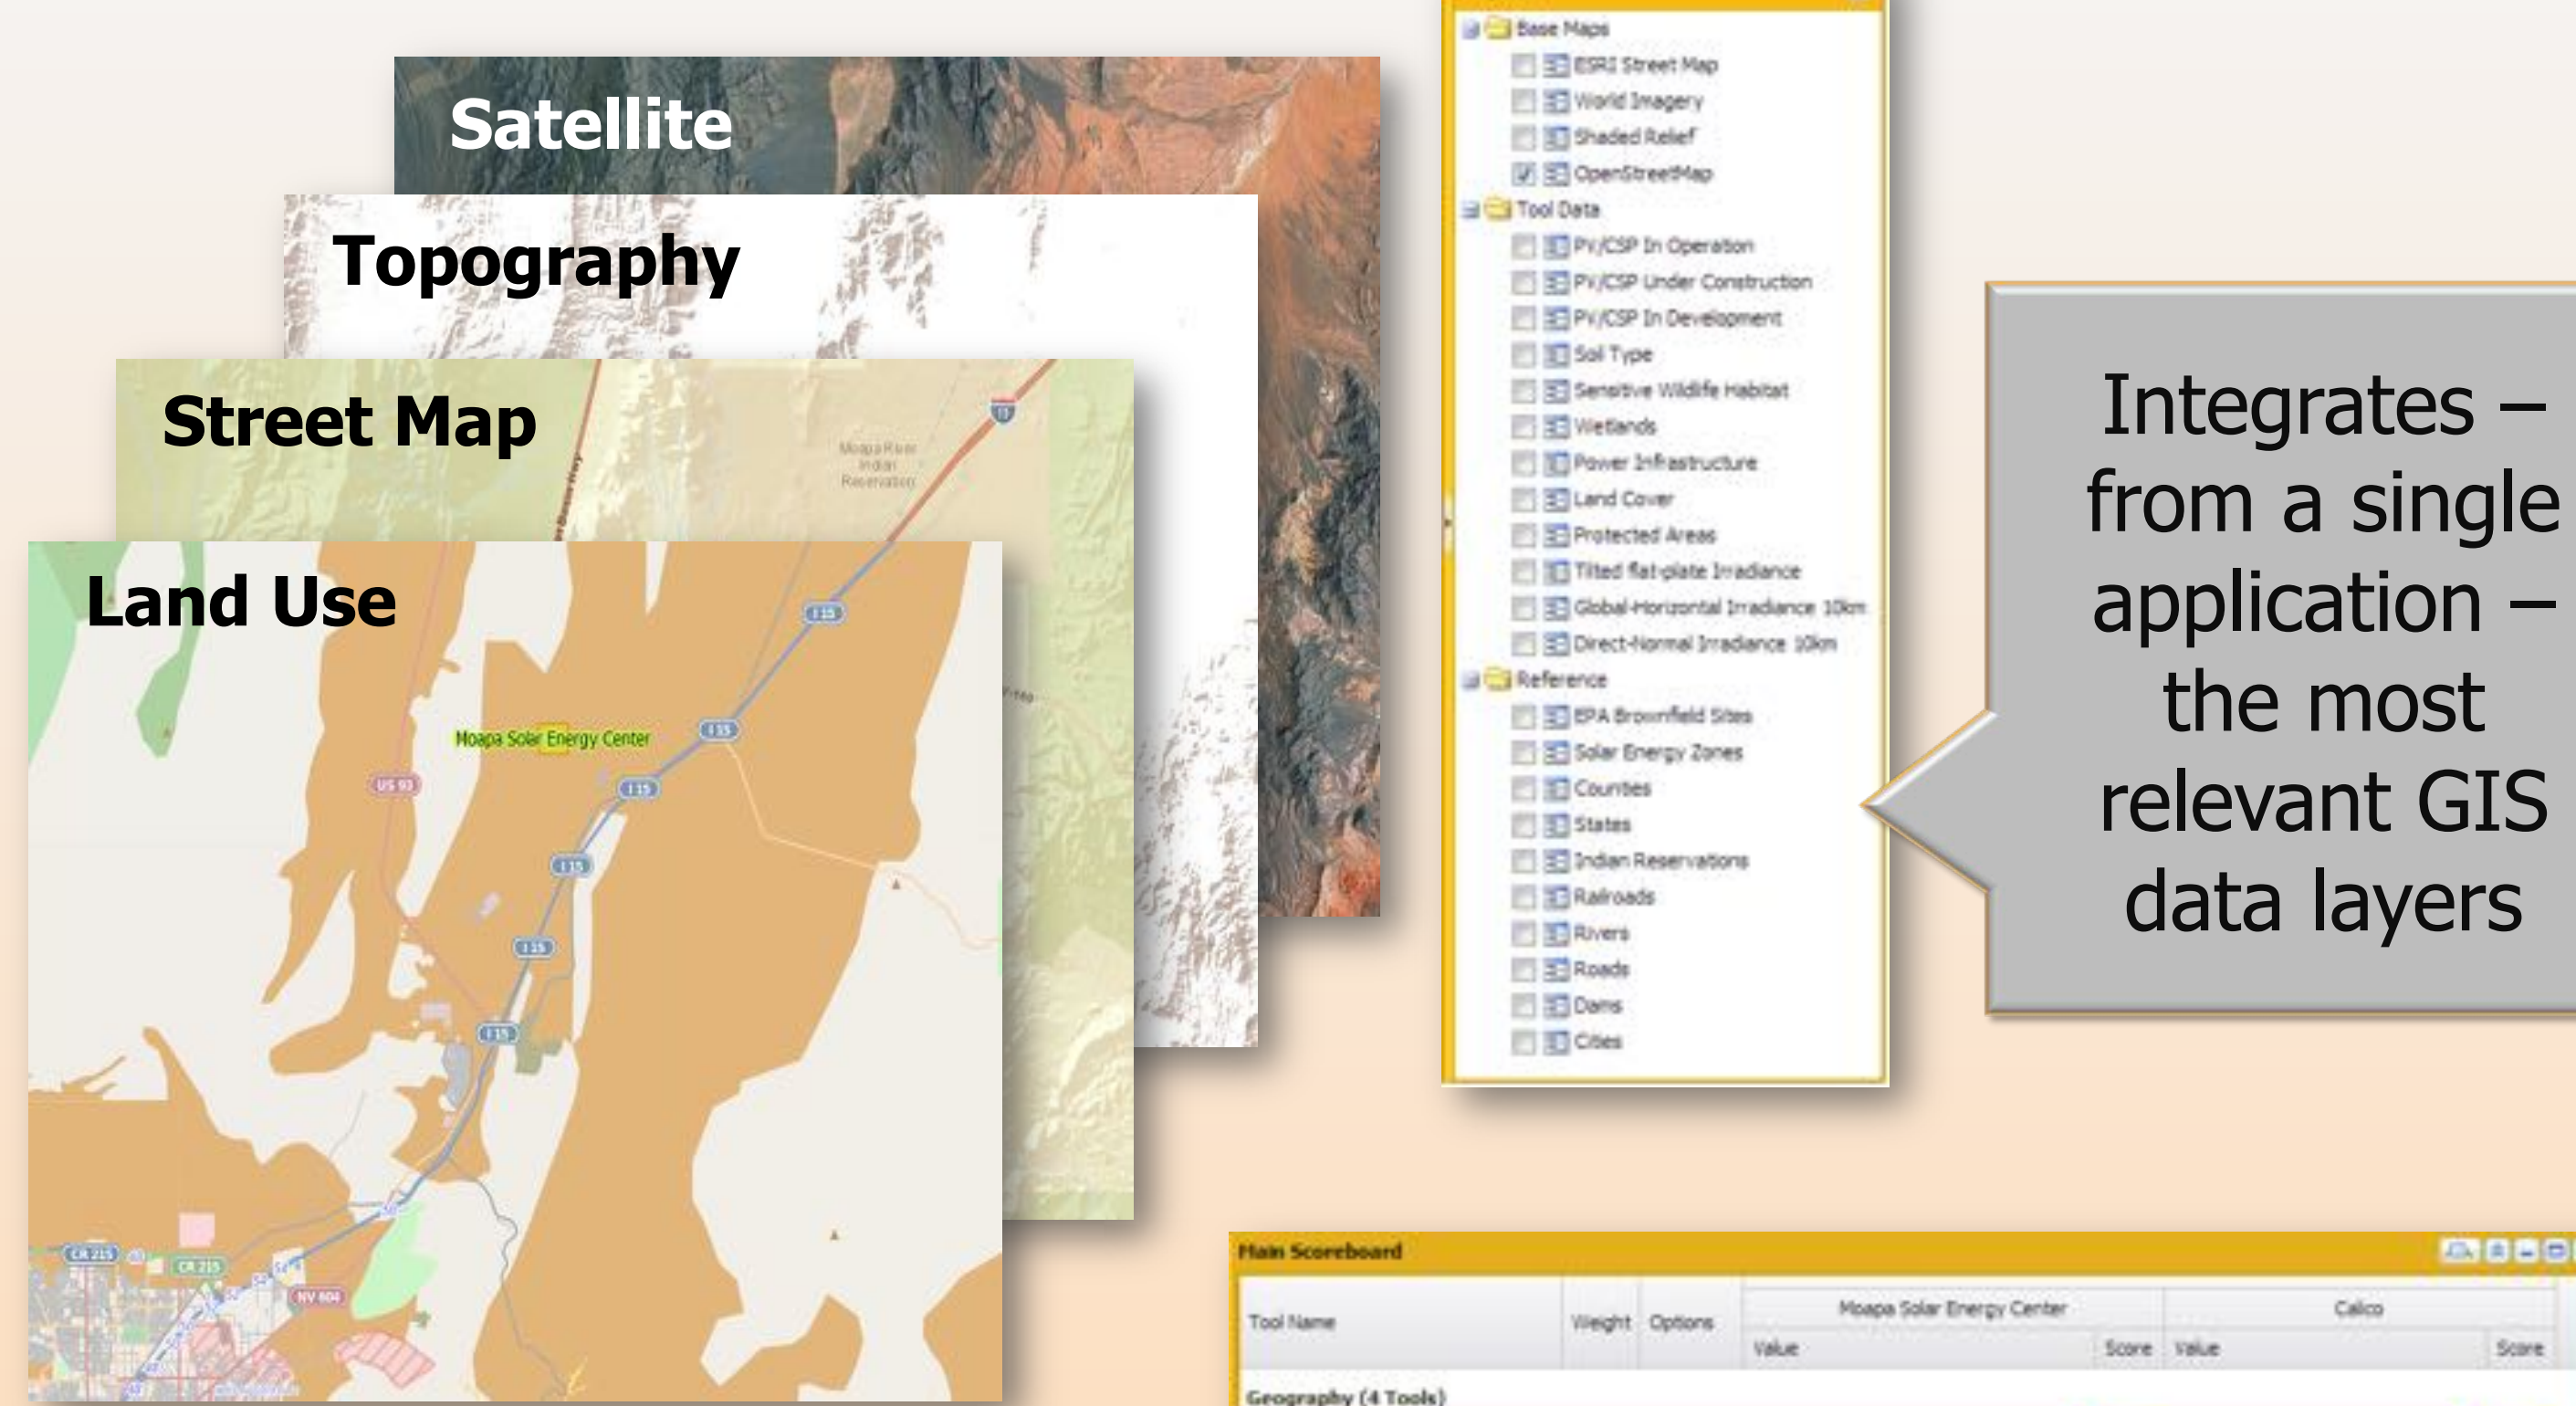 Satellite
Topography
Street Map
Moapa River
Indian
Reservation
Land Use
I 15
Moapa Solar Energy Center
I 15
US 93
I 15
I 15
I 15
I 15
CR 215
CR 215
NV 604
Base Maps
ESRI Street Map
World Imagery
Shaded Relief
OpenStreetMap
Tool Data
PV/CSP In Operation
PV/CSP Under Construction
PV/CSP In Development
Soil Type
Sensitive Wildlife Habitat
Wetlands
Power Infrastructure
Land Cover
Protected Areas
Tilted flat-plate Irradiance
Global-Horizontal Irradiance 10km
Direct-Normal Irradiance 10km
Reference
EPA Brownfield Sites
Solar Energy Zones
Counties
States
Indian Reservations
Railroads
Rivers
Roads
Dams
Cities
Integrates –
from a single
application –
the most
relevant GIS
data layers
Main Scoreboard
Tool Name Weight Options Moapa Solar Energy Center Calico
Value Score Value Score
Geography (4 Tools)